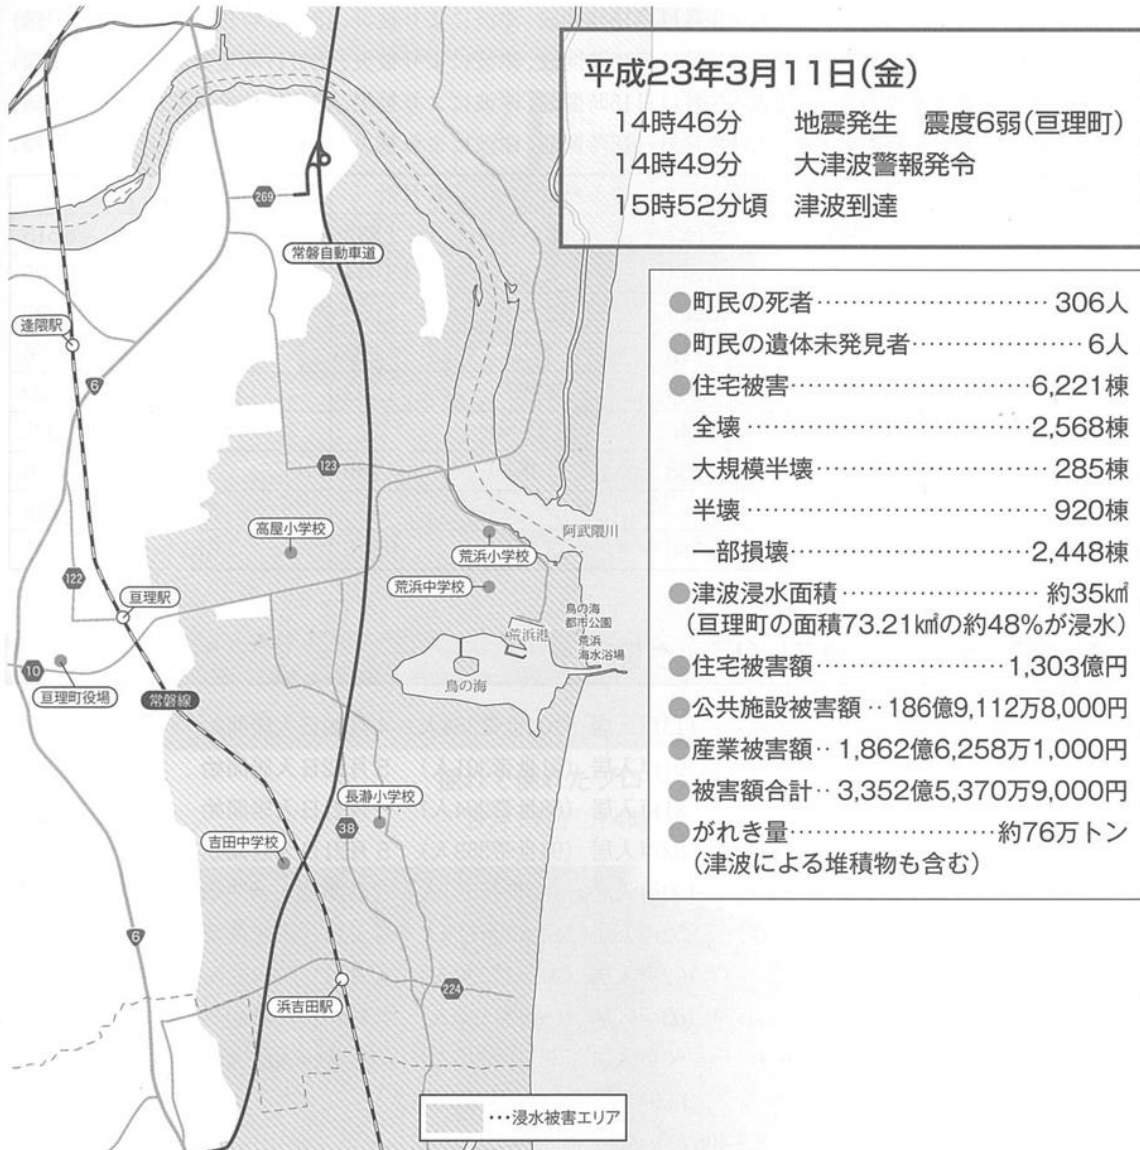 平成23年3月11日(金)
14時46分 地震発生 震度6弱(亘理町)
14時49分 大津波警報発令
15時52分頃 津波到達
●町民の死者………………………… 306人
●町民の遺体未発見者………………… 6人
●住宅被害………………………6,221棟
全壊…………………………2,568棟
大規模半壊……………………… 285棟
半壊……………………………… 920棟
一部損壊………………………2,448棟
●津波浸水面積………………… 約35㎢
(亘理町の面積73.21㎢の約48%が浸水)
●住宅被害額…………………… 1,303億円
●公共施設被害額‥186億9,112万8,000円
●産業被害額‥1,862億6,258万1,000円
●被害額合計‥3,352億5,370万9,000円
●がれき量……………………約76万トン
(津波による堆積物も含む)
269
常磐自動車道
逢隈駅
6
123
高屋小学校
阿武隈川
荒浜小学校
122
荒浜中学校
亘理駅
鳥の海
都市公園
荒浜港
荒浜
海水浴場
10
亘理町役場
常磐線
鳥の海
長瀞小学校
38
吉田中学校
6
224
浜吉田駅
…浸水被害エリア